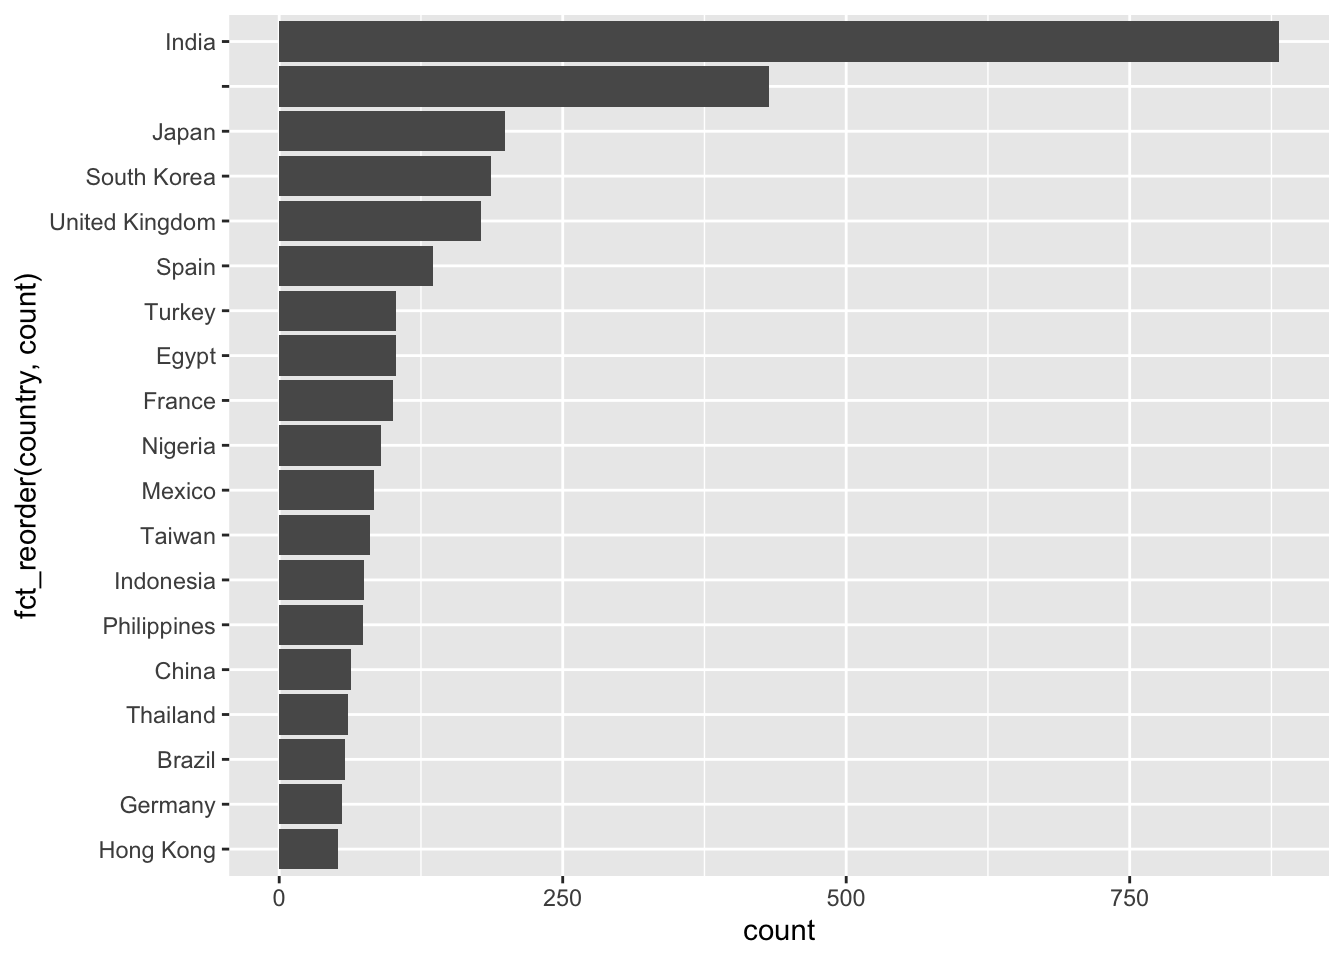 India
Japan
South Korea
United Kingdom
Spain
Turkey
Egypt
France
Nigeria
Mexico
Taiwan
Indonesia
Philippines
China
Thailand
Brazil
Germany
Hong Kong
fct_reorder(country, count)
0 250 500 750
count